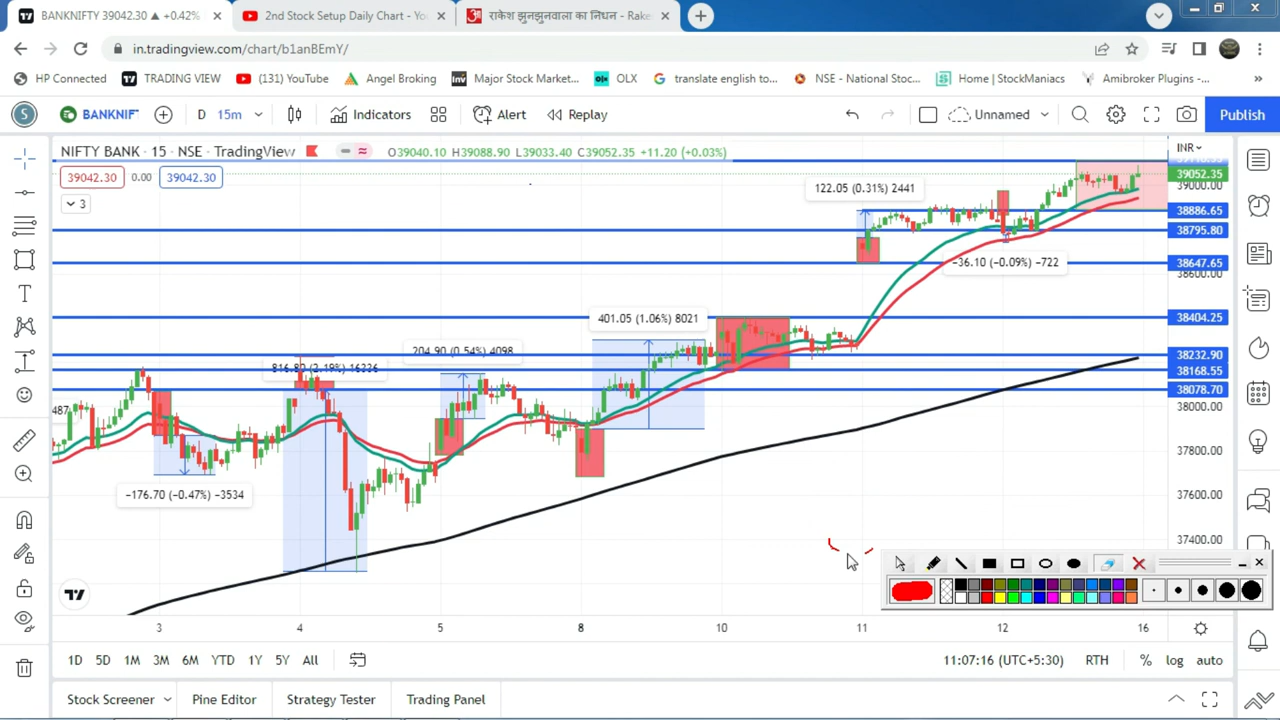 BANKNIFTY 39042.30 ▲ +0.42%
2nd Stock Setup Daily Chart - You
राकेश झुनझुनवाला का निधन - Rake
in.tradingview.com/chart/b1anBEmY/
HP Connected TRADING VIEW (131) YouTube Angel Broking Major Stock Market... OLX translate english to... NSE - National Stoc... Home | StockManiacs Amibroker Plugins -... »
S BANKNIF D 15m Indicators Alert Replay Unnamed Publish
NIFTY BANK · 15 · NSE · TradingView O39040.10 H39088.90 L39033.40 C39052.35 +11.20 (+0.03%) INR
39042.30 0.00 39042.30
3
39052.35
39000.00
38886.65
38795.80
38647.65
38600.00
38404.25
38232.90
38168.55
38078.70
38000.00
37800.00
37600.00
37400.00
122.05 (0.31%) 2441
-36.10 (-0.09%) -722
401.05 (1.06%) 8021
204.90 (0.54%) 4098
816.80 (2.19%) 16336
487
-176.70 (-0.47%) -3534
3 4 5 8 10 11 12 16
1D 5D 1M 3M 6M YTD 1Y 5Y All 11:07:16 (UTC+5:30) RTH % log auto
Stock Screener Pine Editor Strategy Tester Trading Panel